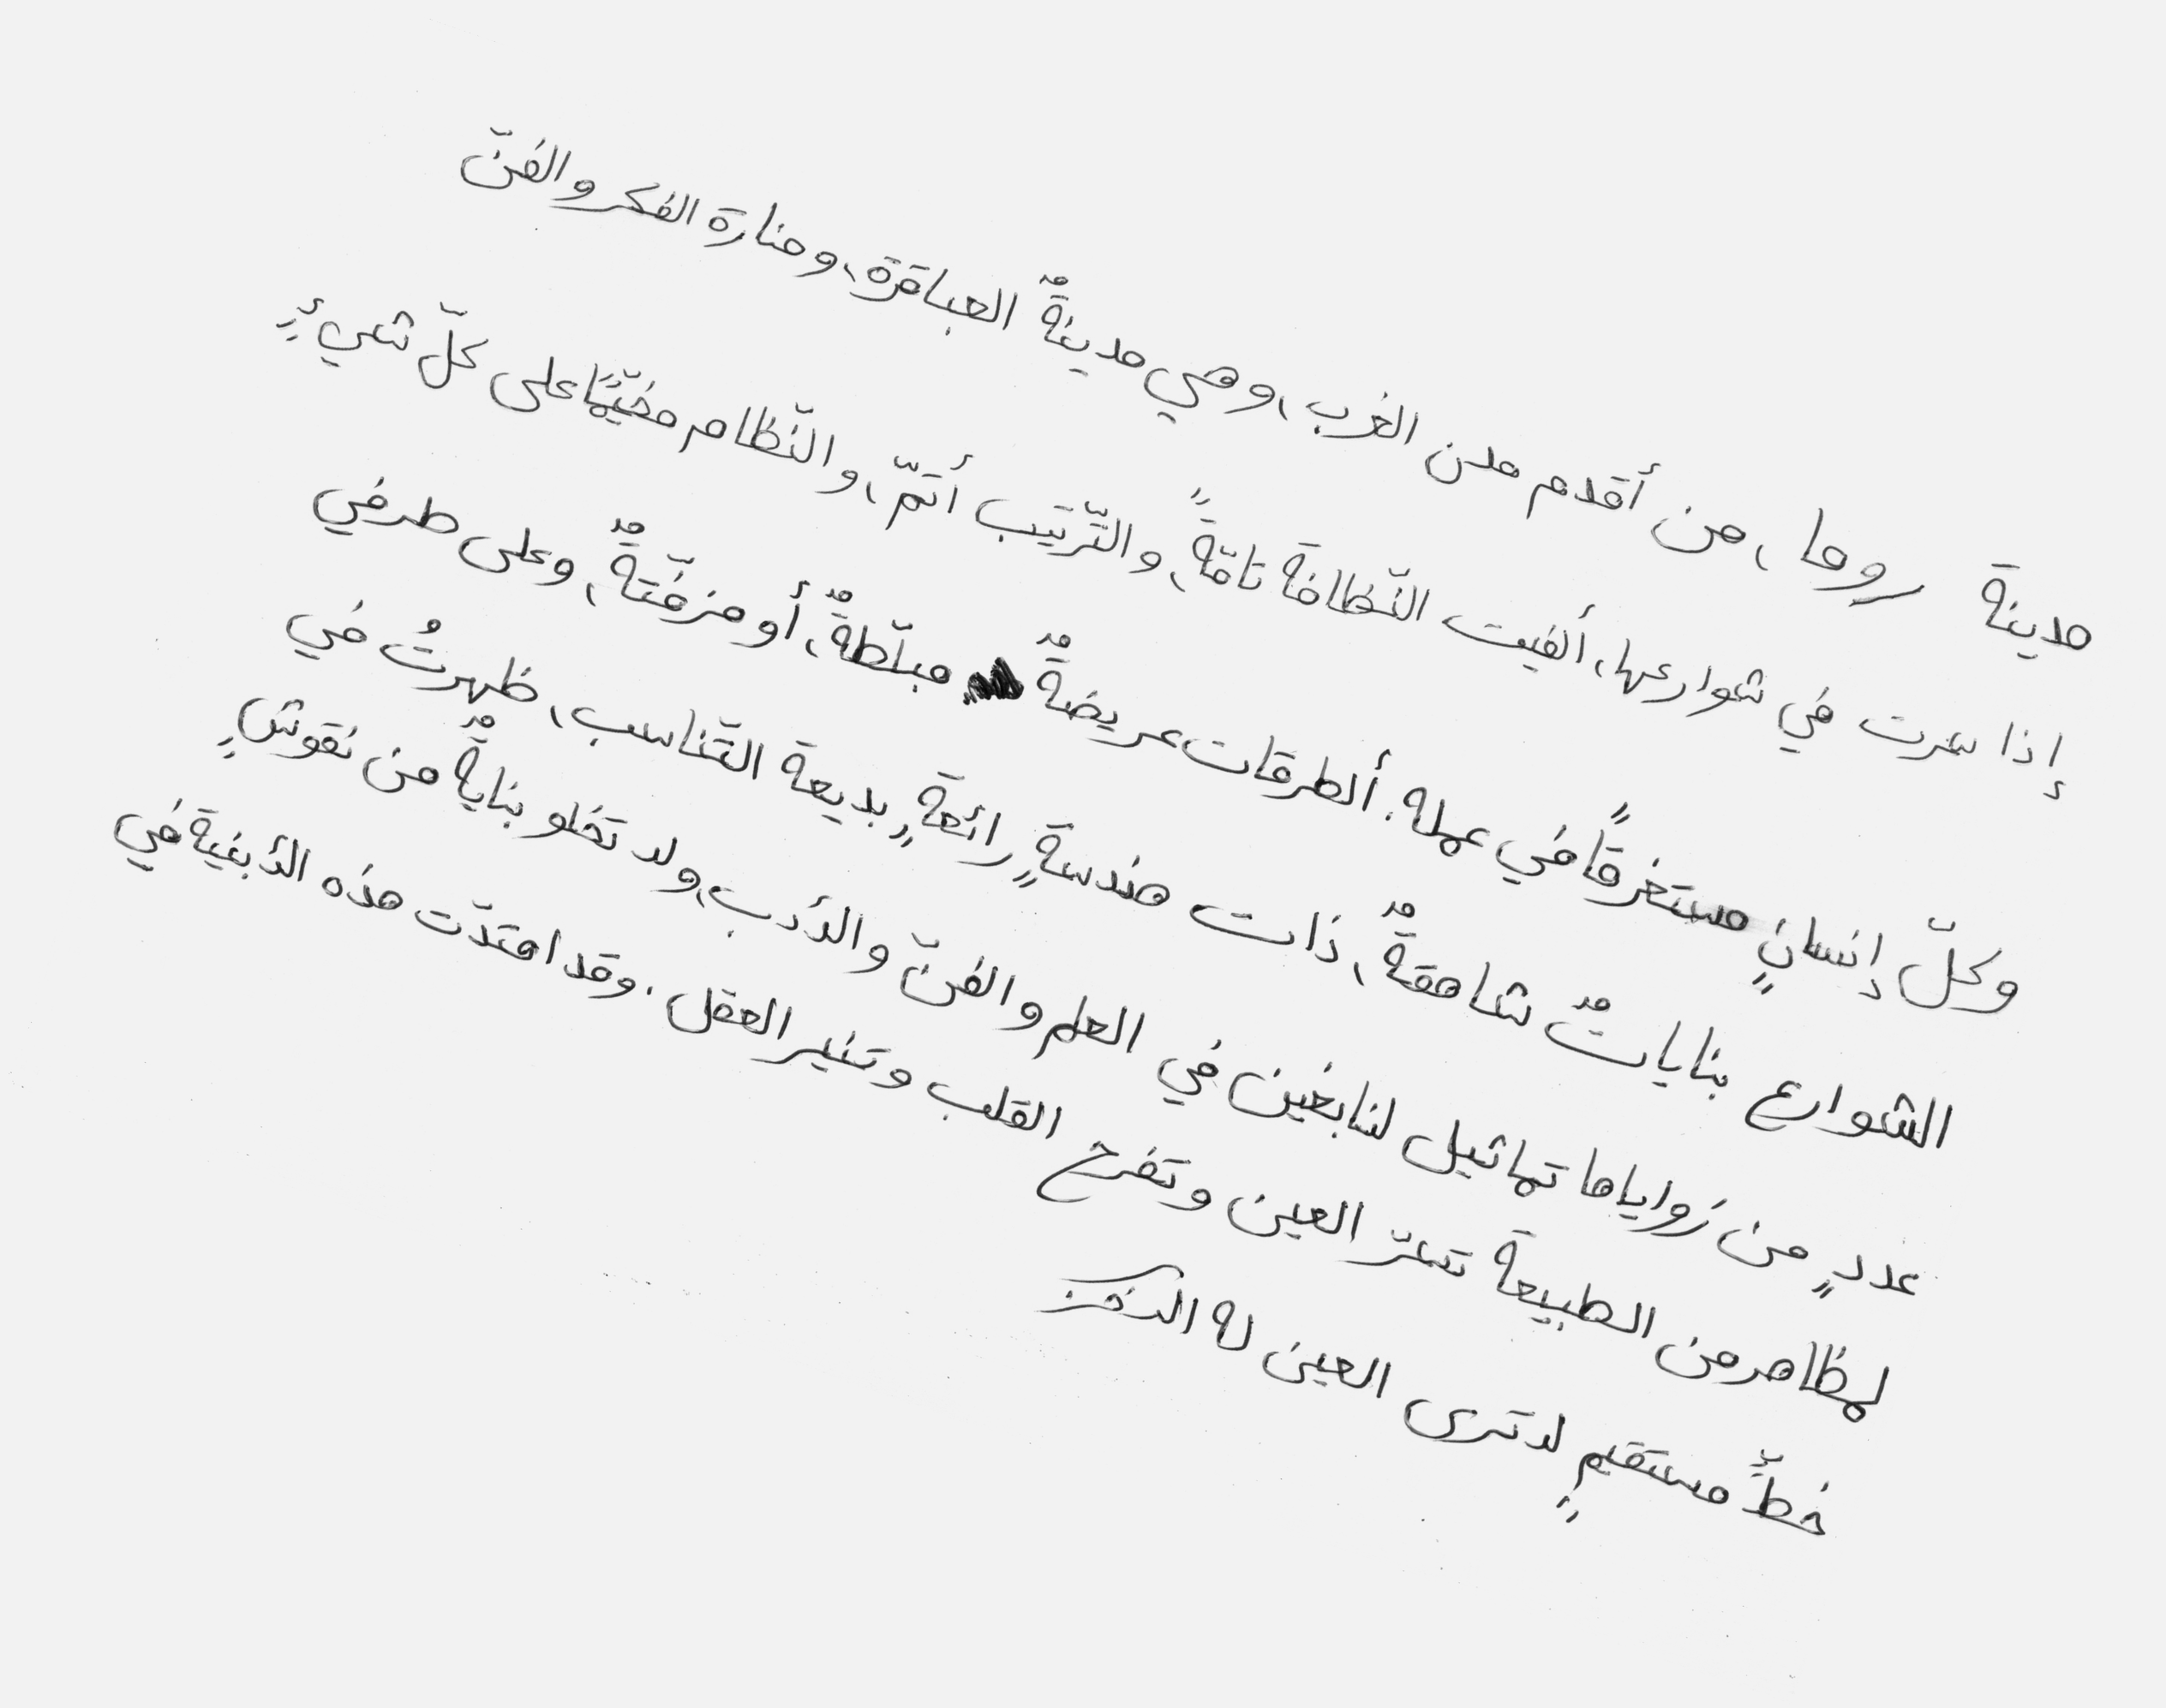 مدينة روما، من أقدم مدن الغرب، وهي مدينةٌ العباقرة، ومنارة الفكر والفنّ
إذا سرت في شوارعها، ألفيت النّظافة تامّةً، والتّرتيب أتمّ، والنّظام مخيّمًا على كلّ شيءٍ
وكلّ إنسانٍ مستغرقًا في عمله. ألطرقات عريضةٌ مبلّطةٌ، أو مزفّتةٌ، وعلى طرفي
الشوارع بناياتٌ شاهقةٌ، ذات هندسةٍ رائعةٍ بديعة التّناسب، ظهرتُ في
عددٍ من زواياها تماثيل لنابغين في العلم والفنّ والأدب، ولا تخلو بنايةٌ من نقوشٍ
لمظاهر من الطبيعة تسرّ العين وتفرح القلب وتنير العقل. وقد امتدّت هذه الأبنية في
خطٍّ مستقيمٍ لا ترى العين له